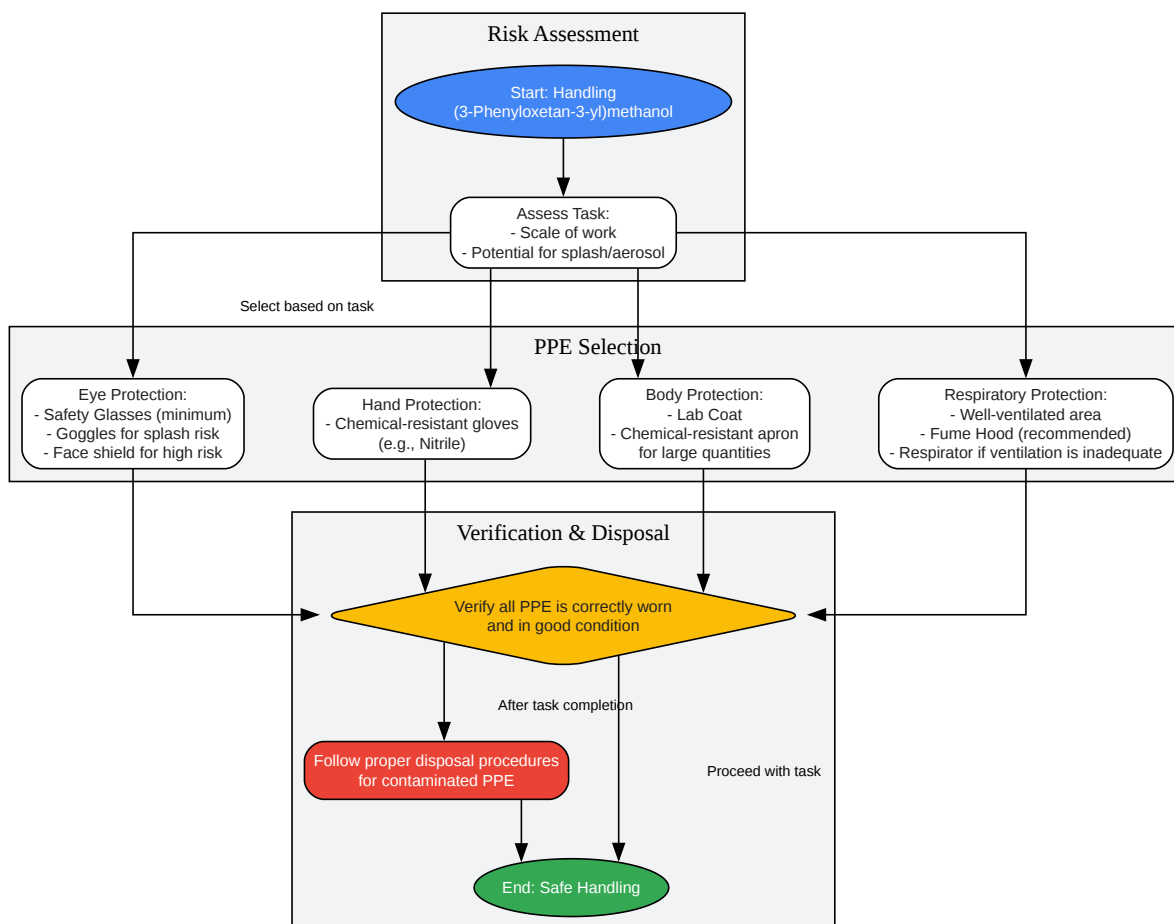 Risk Assessment
Start: Handling
(3-Phenyloxetan-3-yl)methanol
Assess Task:
- Scale of work
- Potential for splash/aerosol
Select based on task
PPE Selection
Eye Protection:
- Safety Glasses (minimum)
- Goggles for splash risk
- Face shield for high risk
Hand Protection:
- Chemical-resistant gloves
(e.g., Nitrile)
Body Protection:
- Lab Coat
- Chemical-resistant apron
for large quantities
Respiratory Protection:
- Well-ventilated area
- Fume Hood (recommended)
- Respirator if ventilation is inadequate
Verification & Disposal
Verify all PPE is correctly worn
and in good condition
After task completion
Follow proper disposal procedures
for contaminated PPE
Proceed with task
End: Safe Handling